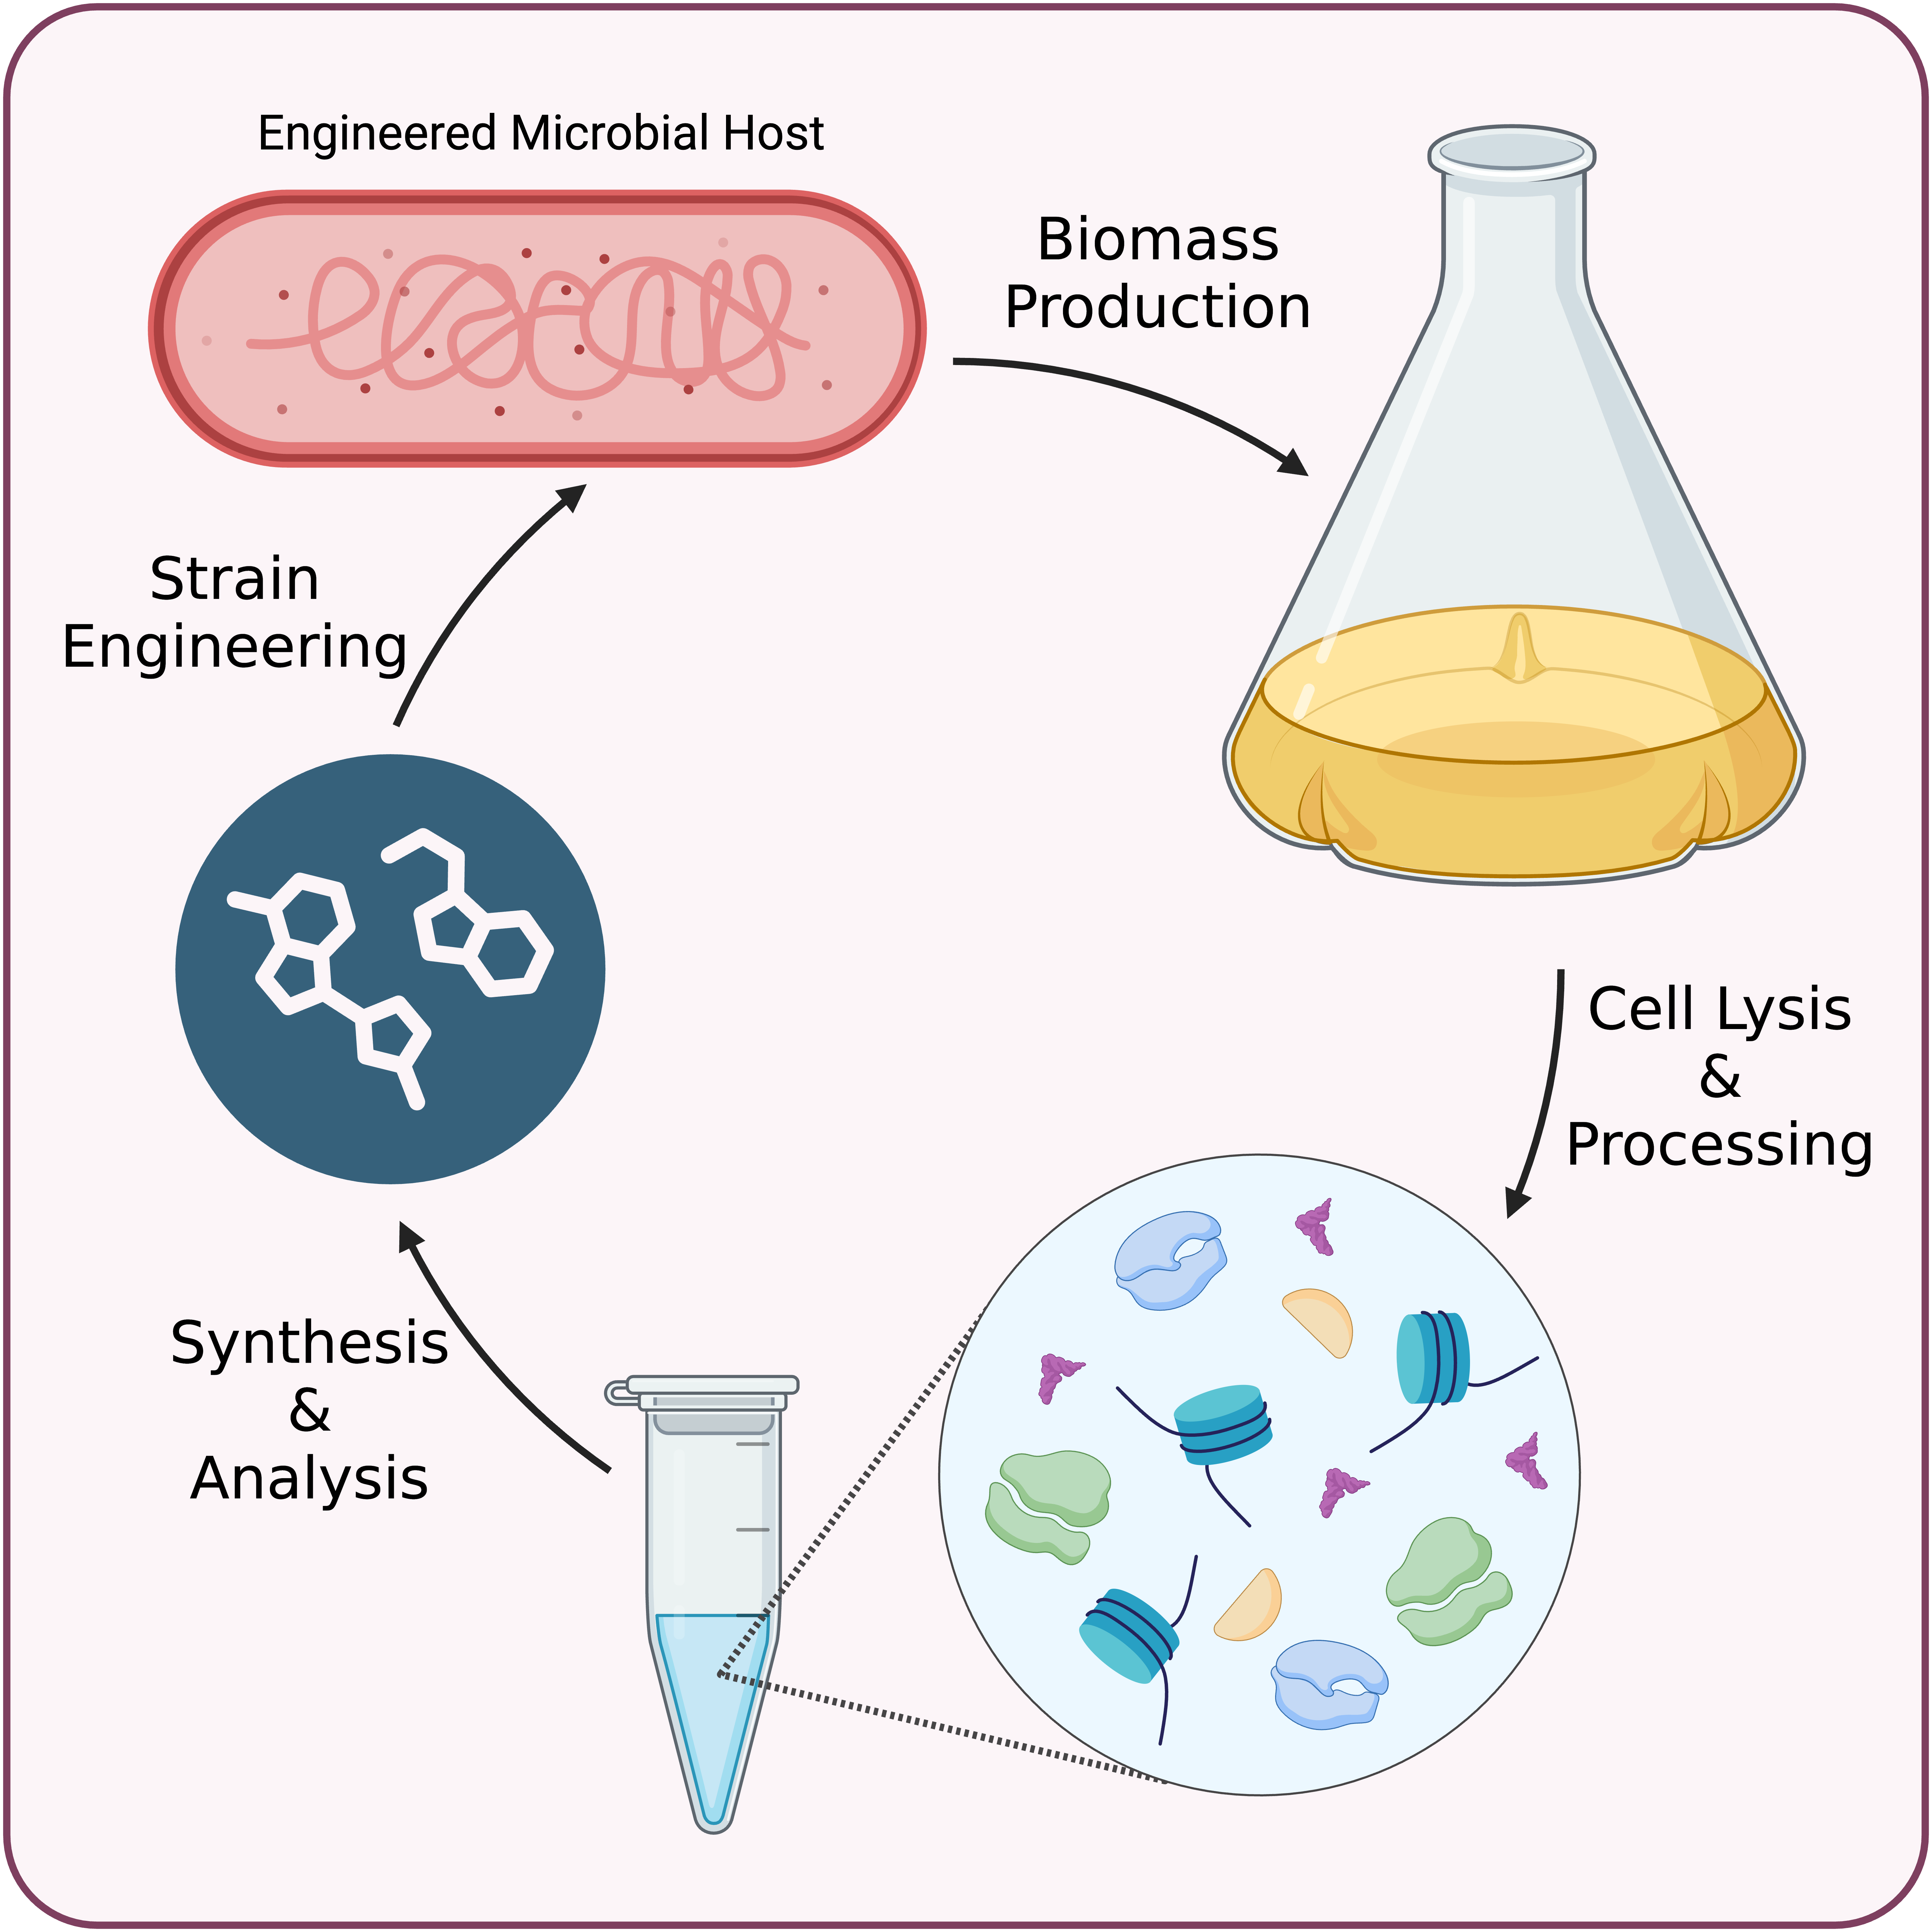 Engineered Microbial Host
Biomass
Production
Strain
Engineering
Cell Lysis
&
Processing
Synthesis
&
Analysis